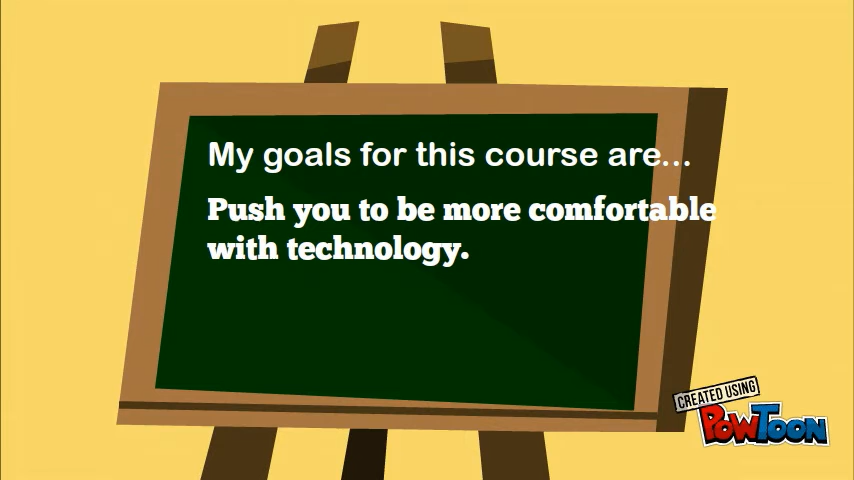 My goals for this course are...
Push you to be more comfortable
with technology.
CREATED USING
POWTOON